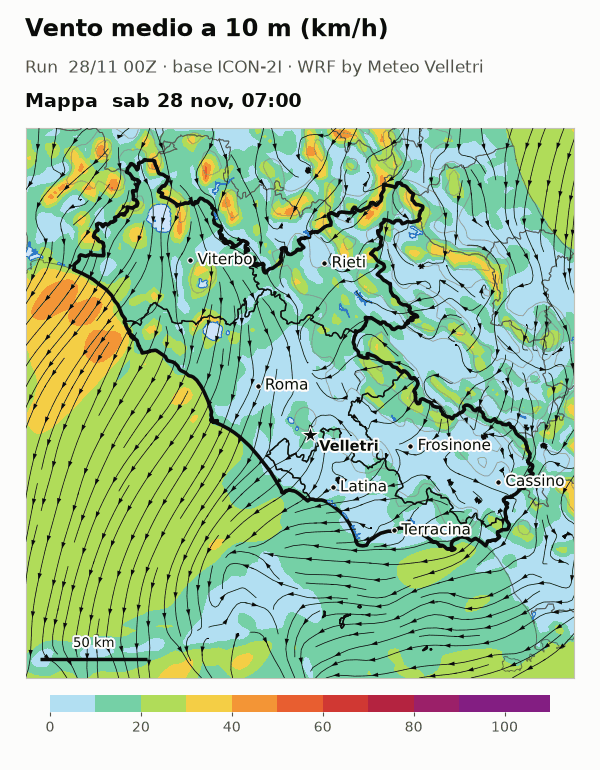 Vento medio a 10 m (km/h)
Run  28/11 00Z · base ICON-2I · WRF by Meteo Velletri
Mappa  sab 28 nov, 07:00
Viterbo
Rieti
Roma
Velletri
Frosinone
Cassino
Latina
Terracina
50 km
0 20 40 60 80 100